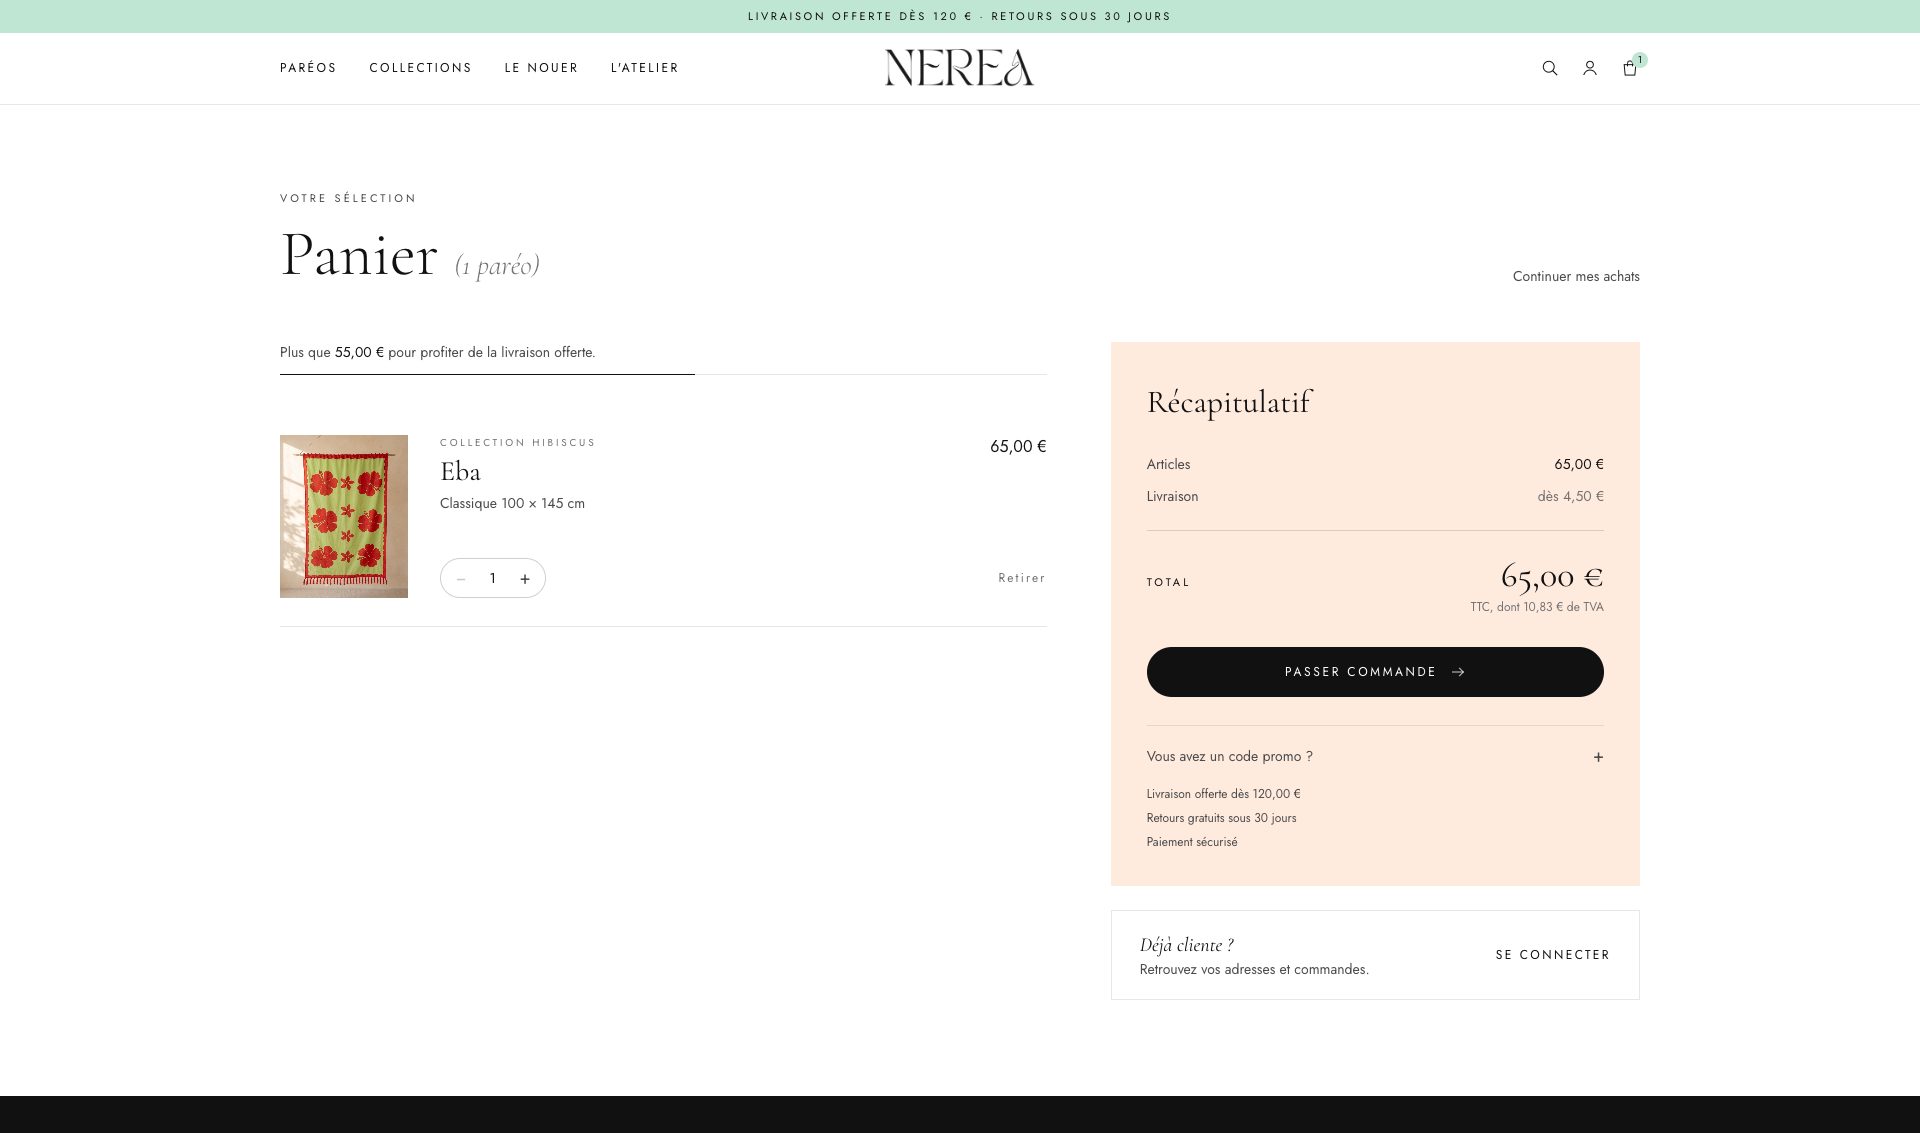 LIVRAISON OFFERTE DÈS 120 € · RETOURS SOUS 30 JOURS
PARÉOS COLLECTIONS LE NOUER L'ATELIER
NEREA
1
VOTRE SÉLECTION
Panier (1 paréo)
Continuer mes achats
Plus que 55,00 € pour profiter de la livraison offerte.
COLLECTION HIBISCUS
65,00 €
Eba
Classique 100 × 145 cm
− 1 +
Retirer
Récapitulatif
Articles 65,00 €
Livraison dès 4,50 €
TOTAL 65,00 €
TTC, dont 10,83 € de TVA
PASSER COMMANDE →
Vous avez un code promo ? +
Livraison offerte dès 120,00 €
Retours gratuits sous 30 jours
Paiement sécurisé
Déjà cliente ?
Retrouvez vos adresses et commandes.
SE CONNECTER